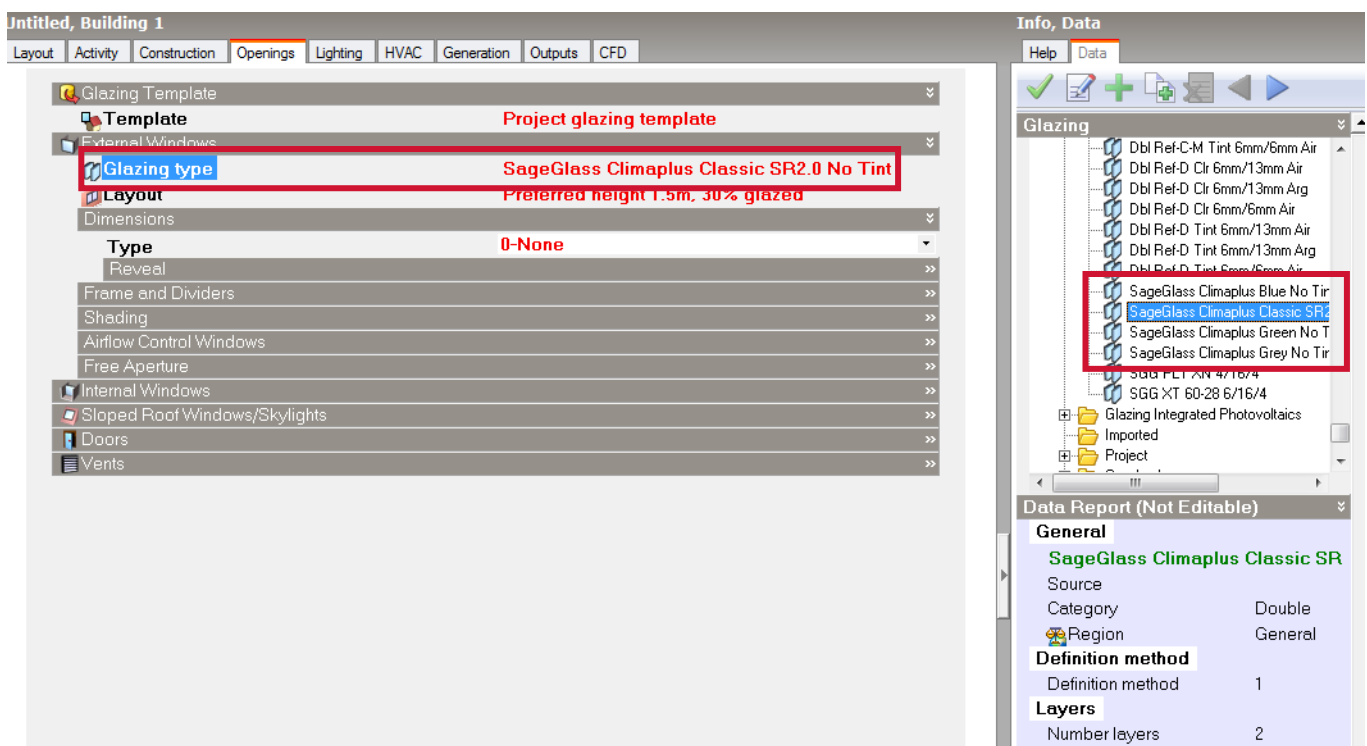 Untitled, Building 1
Layout Activity Construction Openings Lighting HVAC Generation Outputs CFD
Glazing Template
Template Project glazing template
External Windows
Glazing type SageGlass Climaplus Classic SR2.0 No Tint
Layout Preferred height 1.5m, 30% glazed
Dimensions
Type 0-None
Reveal
Frame and Dividers
Shading
Airflow Control Windows
Free Aperture
Internal Windows
Sloped Roof Windows/Skylights
Doors
Vents
Info, Data
Help Data
Glazing
Dbl Ref-C-M Tint 6mm/6mm Air
Dbl Ref-D Clr 6mm/13mm Air
Dbl Ref-D Clr 6mm/13mm Arg
Dbl Ref-D Clr 6mm/6mm Air
Dbl Ref-D Tint 6mm/13mm Air
Dbl Ref-D Tint 6mm/13mm Arg
Dbl Ref-D Tint 6mm/6mm Air
SageGlass Climaplus Blue No Tir
SageGlass Climaplus Classic SR2
SageGlass Climaplus Green No T
SageGlass Climaplus Grey No Tir
SGG PLT XN 4/16/4
SGG XT 60-28 6/16/4
Glazing Integrated Photovoltaics
Imported
Project
Data Report (Not Editable)
General
SageGlass Climaplus Classic SR
Source
Category Double
Region General
Definition method
Definition method 1
Layers
Number layers 2